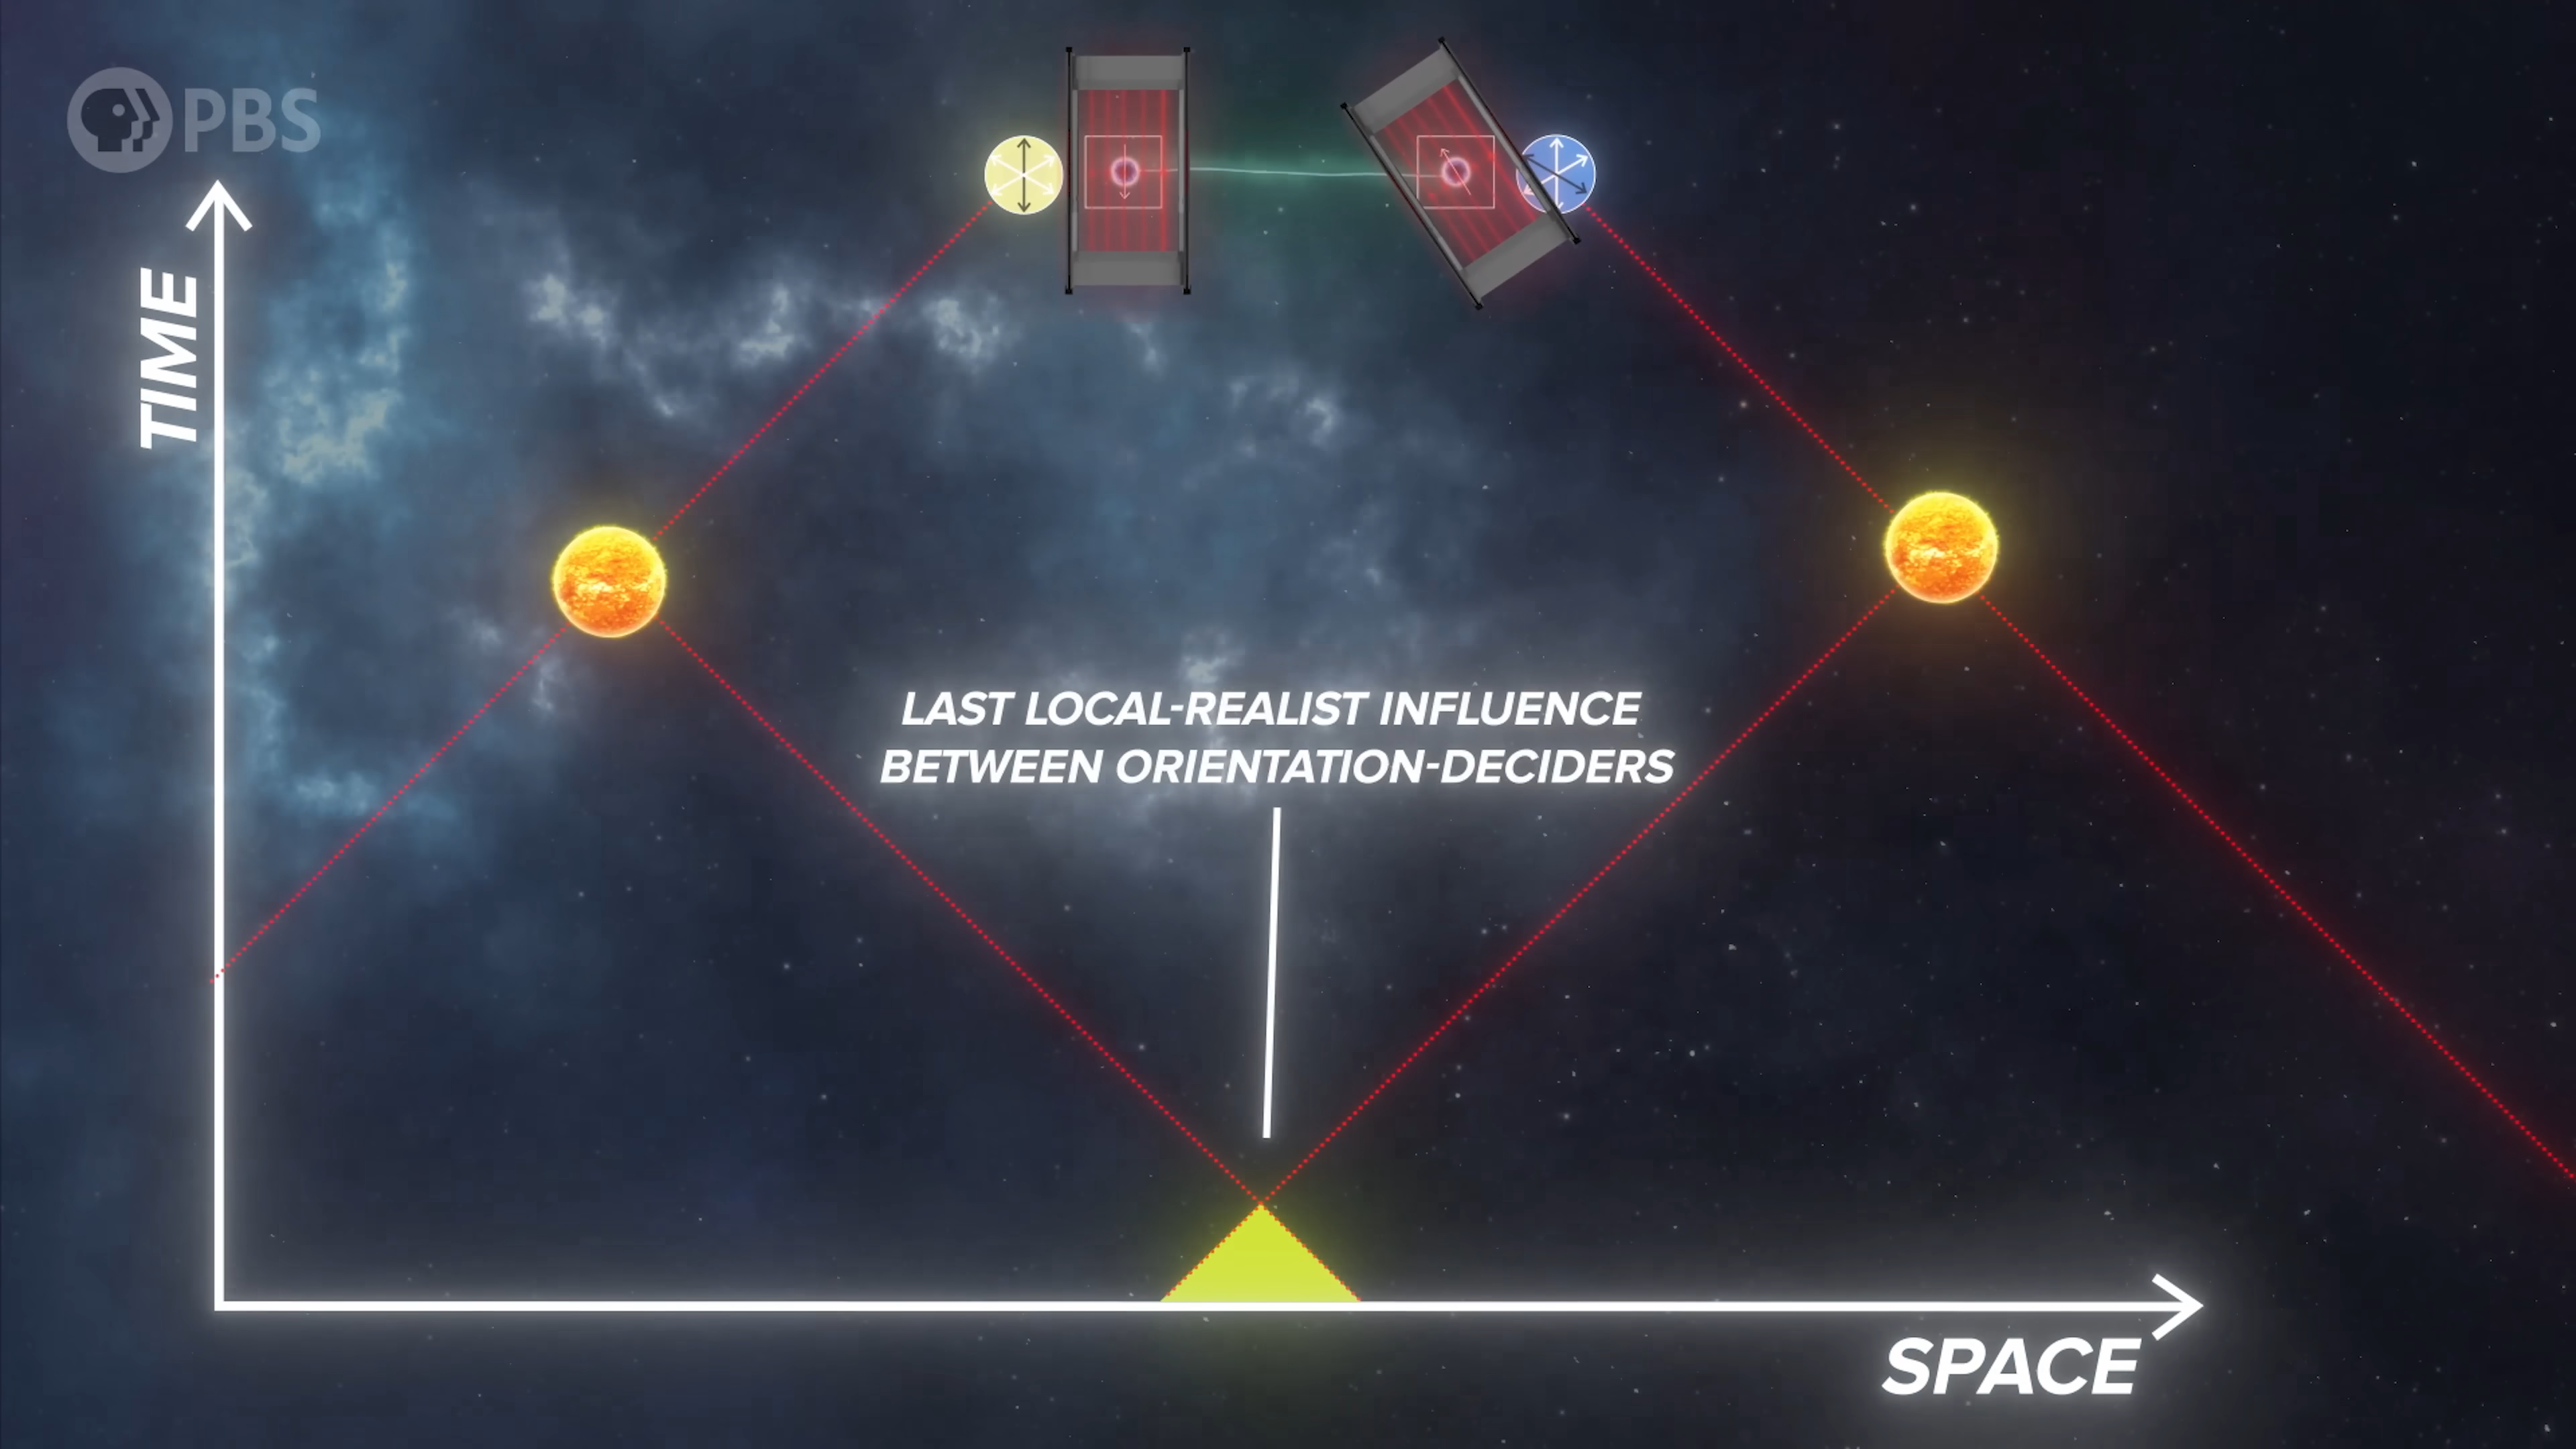 PBS
TIME
LAST LOCAL-REALIST INFLUENCE
BETWEEN ORIENTATION-DECIDERS
SPACE